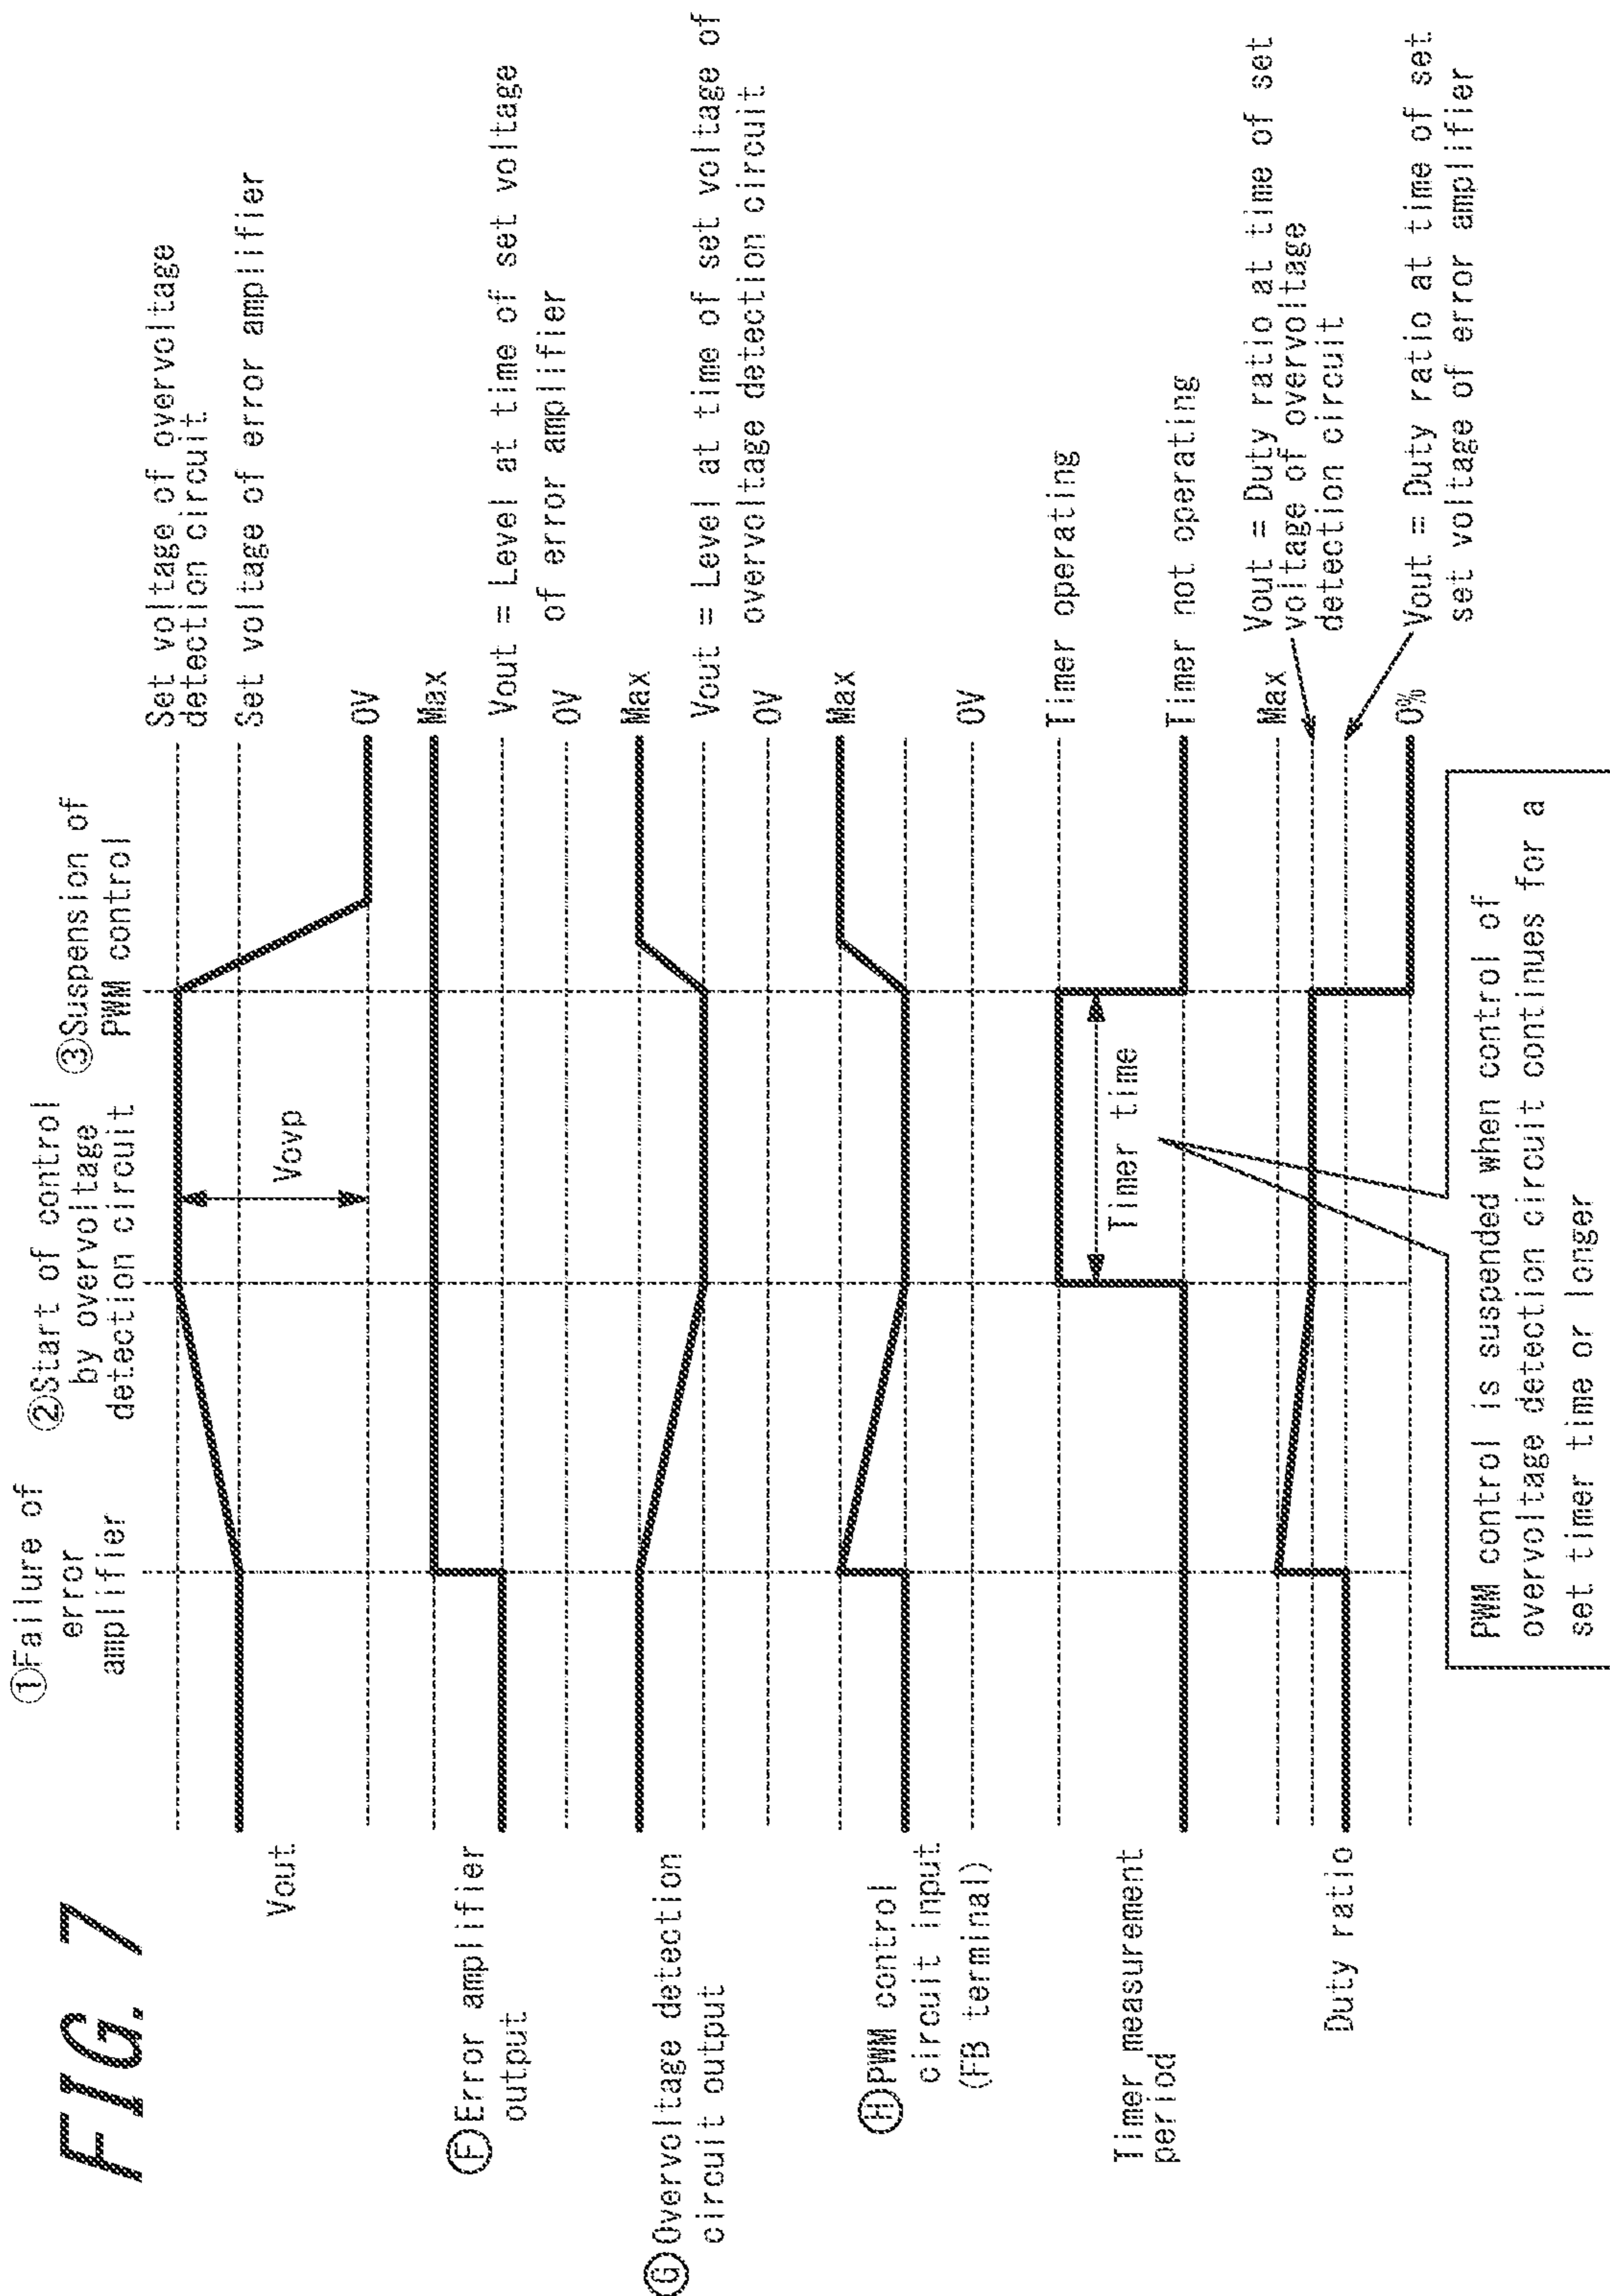 FIG. 7
①Failure of
error
amplifier
②Start of control
by overvoltage
detection circuit
③Suspension of
PWM control
Vout
Vovp
Set voltage of overvoltage
detection circuit
Set voltage of error amplifier
0V
ⒻError amplifier
output
Max
Vout = Level at time of set voltage
of error amplifier
0V
ⒼOvervoltage detection
circuit output
Max
Vout = Level at time of set voltage of
overvoltage detection circuit
0V
ⒽPWM control
circuit input
(FB terminal)
Max
0V
Timer measurement
period
Timer time
Timer operating
Timer not operating
Duty ratio
Max
Vout = Duty ratio at time of set
voltage of overvoltage
detection circuit
Vout = Duty ratio at time of set
set voltage of error amplifier
0%
PWM control is suspended when control of
overvoltage detection circuit continues for a
set timer time or longer